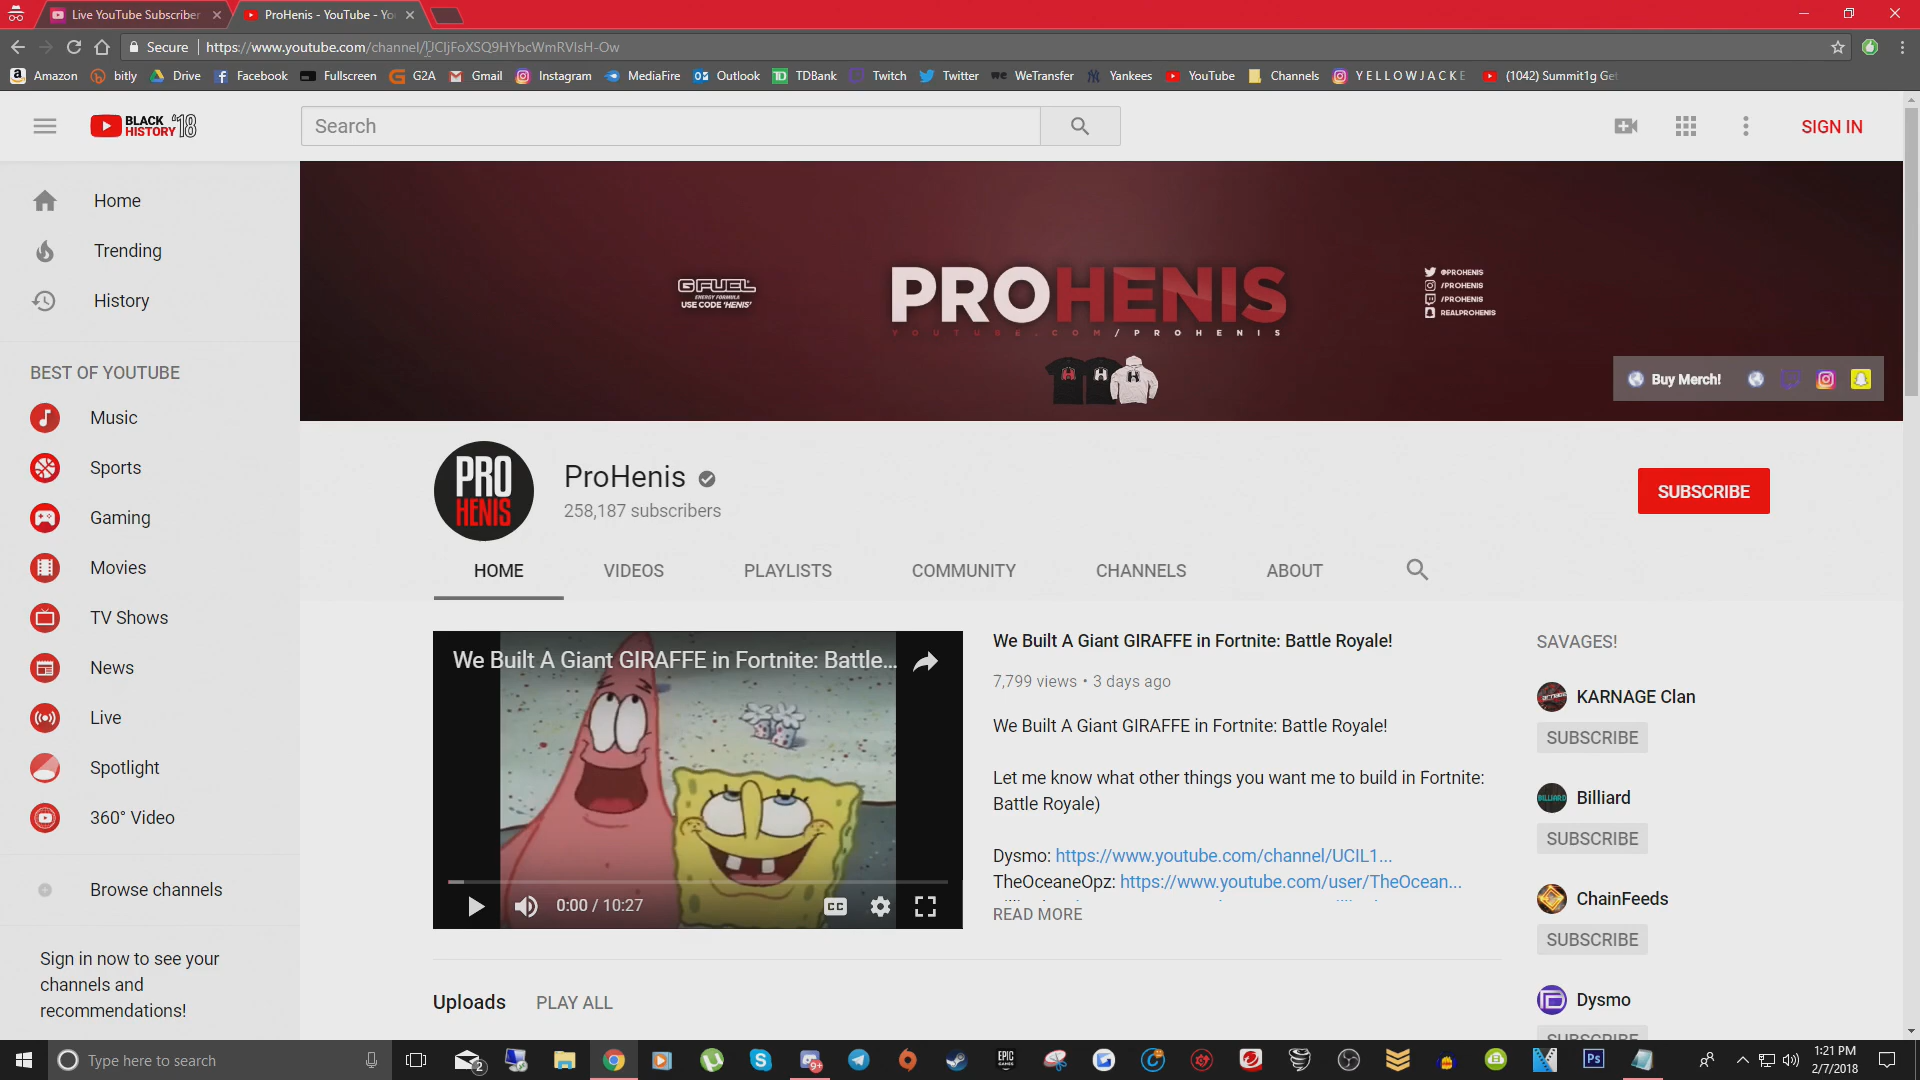 Live YouTube Subscriber
ProHenis - YouTube - Yo
Secure
https://www.youtube.com/channel/UCIjFoXSQ9HYbcWmRVIsH-Ow
Amazon
bitly
Drive
Facebook
Fullscreen
G2A
Gmail
Instagram
MediaFire
Outlook
TDBank
Twitch
Twitter
WeTransfer
Yankees
YouTube
Channels
Y E L L O W J A C K E
(1042) Summit1g Get
BLACK HISTORY '18
Search
SIGN IN
Home
Trending
History
BEST OF YOUTUBE
Music
Sports
Gaming
Movies
TV Shows
News
Live
Spotlight
360° Video
Browse channels
Sign in now to see your
channels and
recommendations!
GFUEL
ENERGY FORMULA
USE CODE 'HENIS'
PROHENIS
YOUTUBE.COM/PROHENIS
@PROHENIS
/PROHENIS
/PROHENIS
REALPROHENIS
Buy Merch!
PRO
HENIS
ProHenis
258,187 subscribers
SUBSCRIBE
HOME
VIDEOS
PLAYLISTS
COMMUNITY
CHANNELS
ABOUT
We Built A Giant GIRAFFE in Fortnite: Battle...
0:00 / 10:27
CC
We Built A Giant GIRAFFE in Fortnite: Battle Royale!
7,799 views • 3 days ago
We Built A Giant GIRAFFE in Fortnite: Battle Royale!
Let me know what other things you want me to build in Fortnite:
Battle Royale)
Dysmo: https://www.youtube.com/channel/UCIL1...
TheOceaneOpz: https://www.youtube.com/user/TheOcean...
READ MORE
SAVAGES!
KARNAGE Clan
SUBSCRIBE
Billiard
SUBSCRIBE
ChainFeeds
SUBSCRIBE
Dysmo
SUBSCRIBE
Uploads
PLAY ALL
Type here to search
2
9+
EPIC GAMES
Ps
1:21 PM
2/7/2018